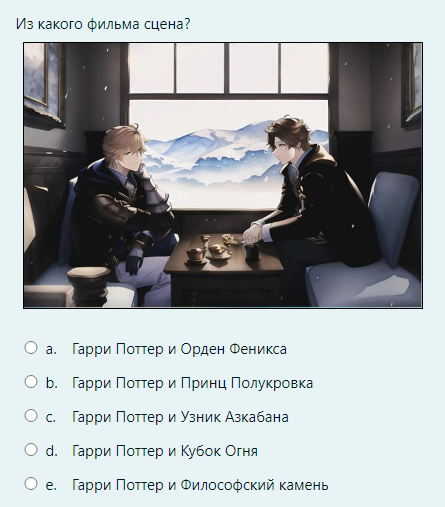 Из какого фильма сцена?
a. Гарри Поттер и Орден Феникса
b. Гарри Поттер и Принц Полукровка
c. Гарри Поттер и Узник Азкабана
d. Гарри Поттер и Кубок Огня
e. Гарри Поттер и Философский камень